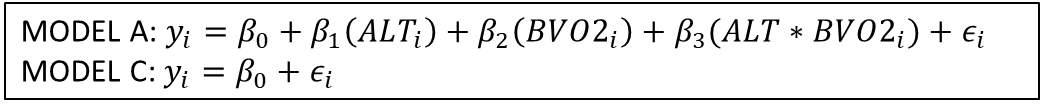 MODEL A: yᵢ = β₀ + β₁(ALTᵢ) + β₂(BVO2ᵢ) + β₃(ALT ∗ BVO2ᵢ) + ϵᵢ
MODEL C: yᵢ = β₀ + ϵᵢ